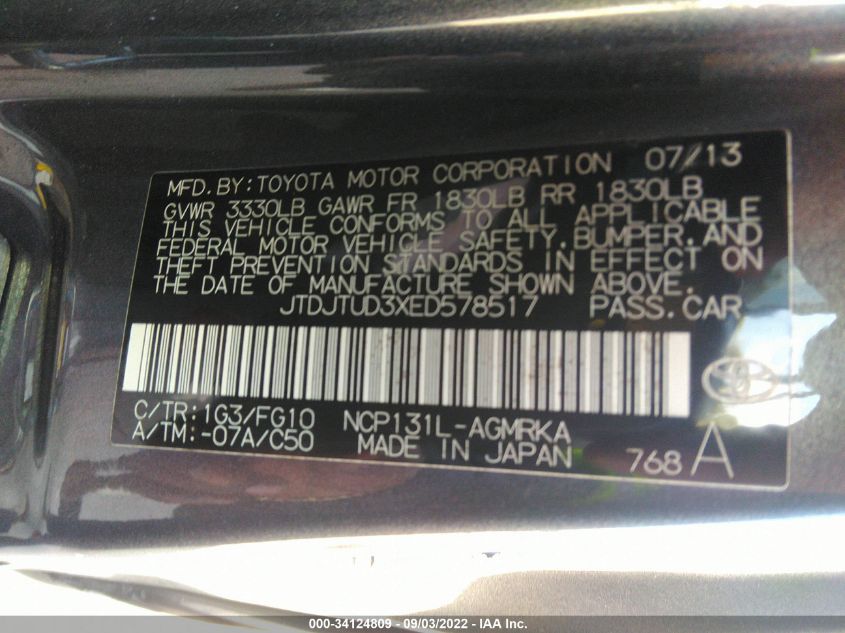 MFD. BY: TOYOTA MOTOR CORPORATION 07/13
GVWR 3330LB GAWR FR 1830LB RR 1830LB
THIS VEHICLE CONFORMS TO ALL APPLICABLE
FEDERAL MOTOR VEHICLE SAFETY, BUMPER, AND
THEFT PREVENTION STANDARDS IN EFFECT ON
THE DATE OF MANUFACTURE SHOWN ABOVE.
JTDJTUD3XED578517 PASS. CAR
C/TR: 1G3/FG10 NCP131L-AGMRKA
A/TM: -07A/C50 MADE IN JAPAN 768 A
000-34124809 - 09/03/2022 - IAA Inc.